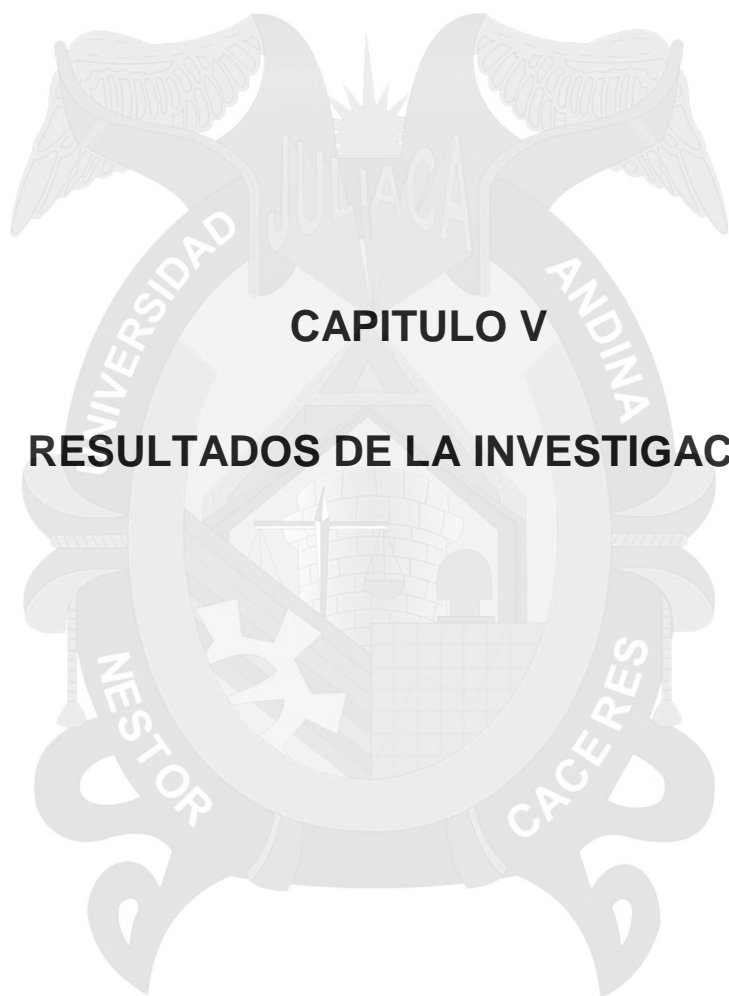 JULIACA
UNIVERSIDAD
ANDINA
CAPITULO V
RESULTADOS DE LA INVESTIGAC
NESTOR
CACERES